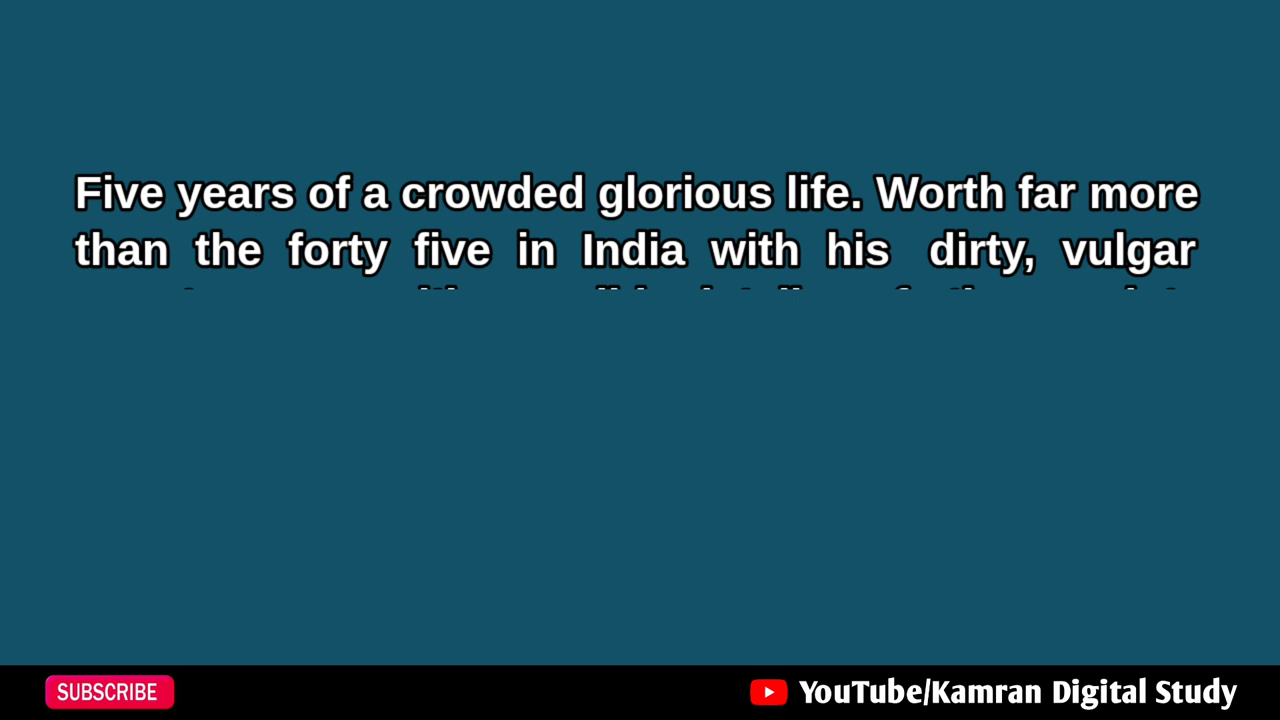 Five years of a crowded glorious life. Worth far more
than the forty five in India with his dirty, vulgar
SUBSCRIBE
YouTube/Kamran Digital Study